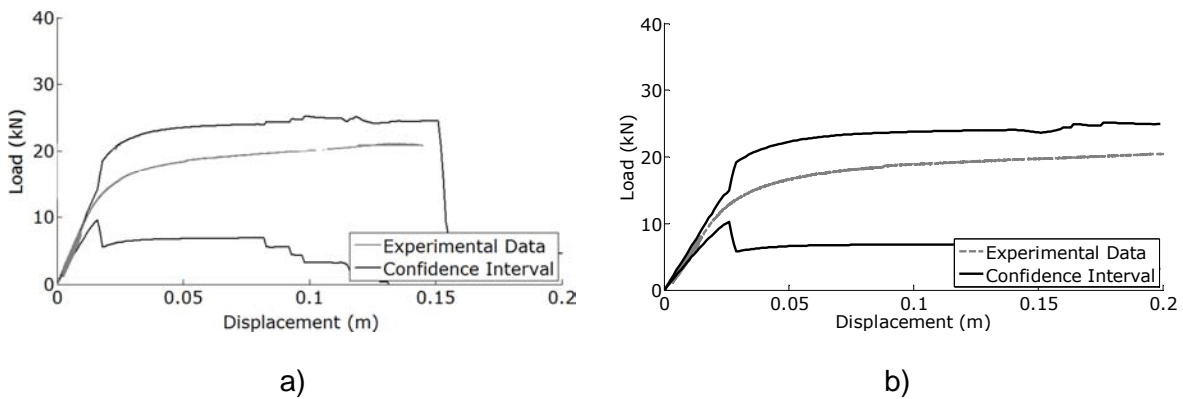 40
30
20
10
0
Load (kN)
0
0.05
0.1
0.15
0.2
Displacement (m)
Experimental Data
Confidence Interval
a)
40
30
20
10
0
Load (kN)
0
0.05
0.1
0.15
0.2
Displacement (m)
Experimental Data
Confidence Interval
b)